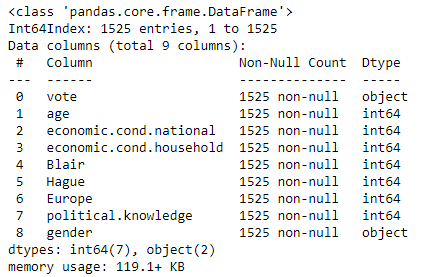 <class 'pandas.core.frame.DataFrame'>
Int64Index: 1525 entries, 1 to 1525
Data columns (total 9 columns):
 #   Column                   Non-Null Count  Dtype
---  ------                   --------------  -----
 0   vote                     1525 non-null   object
 1   age                      1525 non-null   int64
 2   economic.cond.national   1525 non-null   int64
 3   economic.cond.household  1525 non-null   int64
 4   Blair                    1525 non-null   int64
 5   Hague                    1525 non-null   int64
 6   Europe                   1525 non-null   int64
 7   political.knowledge      1525 non-null   int64
 8   gender                   1525 non-null   object
dtypes: int64(7), object(2)
memory usage: 119.1+ KB